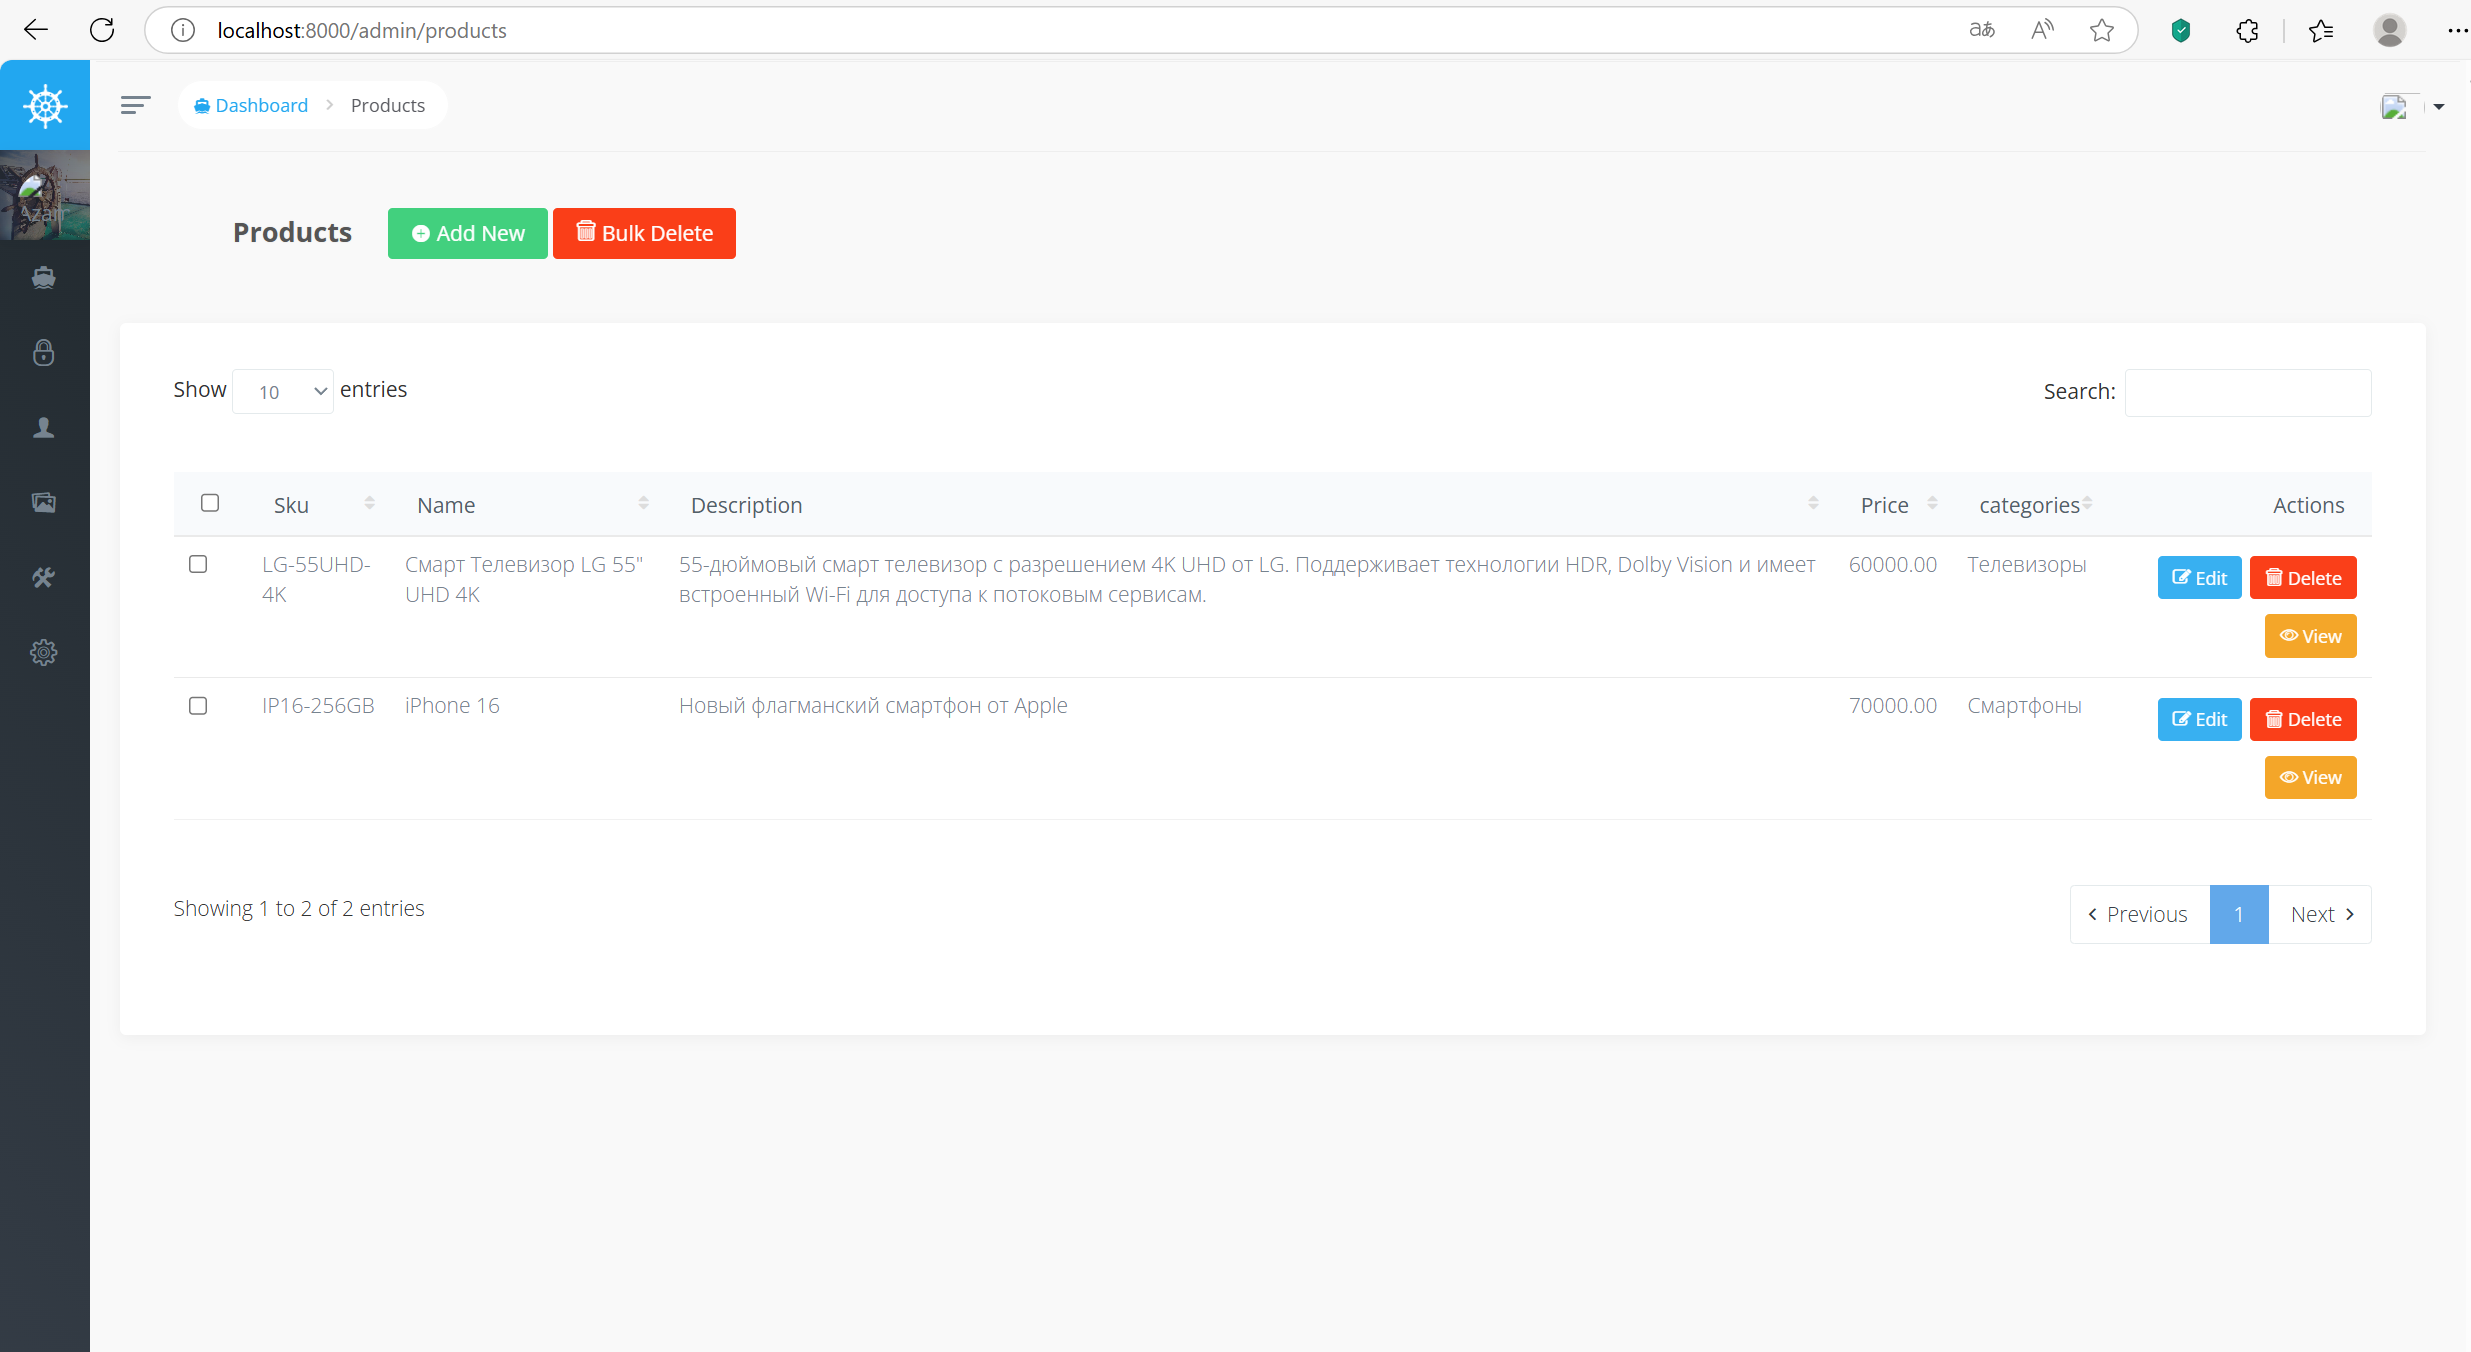 localhost:8000/admin/products
Dashboard > Products
Products
Add New
Bulk Delete
Show 10 entries
Search:
Sku Name Description Price categories Actions
LG-55UHD- Смарт Телевизор LG 55" 55-дюймовый смарт телевизор с разрешением 4K UHD от LG. Поддерживает технологии HDR, Dolby Vision и имеет 60000.00 Телевизоры Edit Delete
4K UHD 4K встроенный Wi-Fi для доступа к потоковым сервисам.
View
IP16-256GB iPhone 16 Новый флагманский смартфон от Apple 70000.00 Смартфоны Edit Delete
View
Showing 1 to 2 of 2 entries
Previous 1 Next